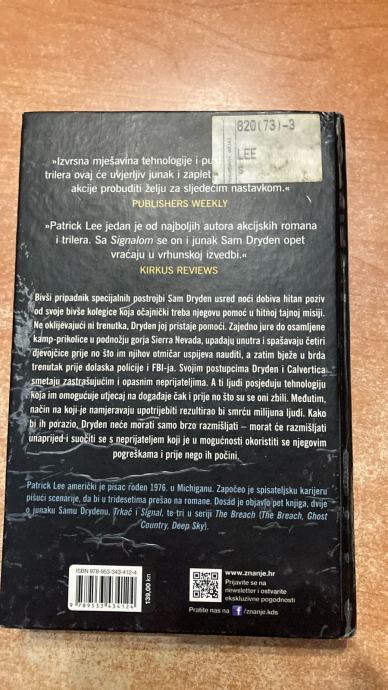 820(73)-3
LEE
»Izvrsna mješavina tehnologije i
trilera ovaj će uvjerljiv junak i zaplet
akcije probuditi želju za sljedećim nastavkom.«
PUBLISHERS WEEKLY
»Patrick Lee jedan je od najboljih autora akcijskih romana
i trilera. Sa Signalom se on i junak Sam Dryden opet
vraćaju u vrhunskoj izvedbi.«
KIRKUS REVIEWS
Bivši pripadnik specijalnih postrojbi Sam Dryden usred noći dobiva hitan poziv
od svoje bivše kolegice koja očajnički treba njegovu pomoć u hitnoj tajnoj misiji.
Ne oklijevajući ni trenutka, Dryden joj pristaje pomoći. Zajedno jure do osamljene
kamp-prikolice u podnožju gorja Sierra Nevada, upadaju unutra i spašavaju četiri
djevojčice prije no što im njihov otmičar uspijeva nauditi, a zatim bježe u brda
trenutak prije dolaska policije i FBI-ja. Svojim postupcima Dryden i Calvertica
smetaju zastrašujućim i opasnim neprijateljima. A ti ljudi posjeduju tehnologiju
koja im omogućuje utjecaj na događaje čak i prije no što su se oni zbili. Međutim,
način na koji je namjeravaju upotrijebiti rezultirao bi smrću milijuna ljudi. Kako
bi ih porazio, Dryden neće morati samo brzo razmišljati – morat će razmišljati
unaprijed i suočiti se s neprijateljem koji je u mogućnosti okoristiti se njegovim
pogreškama i prije nego ih počini.
Patrick Lee američki je pisac rođen 1976. u Michiganu. Započeo je spisateljsku karijeru
pišući scenarije, da bi u tridesetima prešao na romane. Dosad je objavio pet knjiga, dvije
o junaku Samu Drydenu, Trkač i Signal, te tri u seriji The Breach (The Breach, Ghost
Country, Deep Sky).
ISBN 978-953-343-412-4
9 789533 434124
139,00 kn
www.znanje.hr
Prijavite se na
newsletter i ostvarite
ekskluzivne pogodnosti
Pratite nas na f /znanje.kds